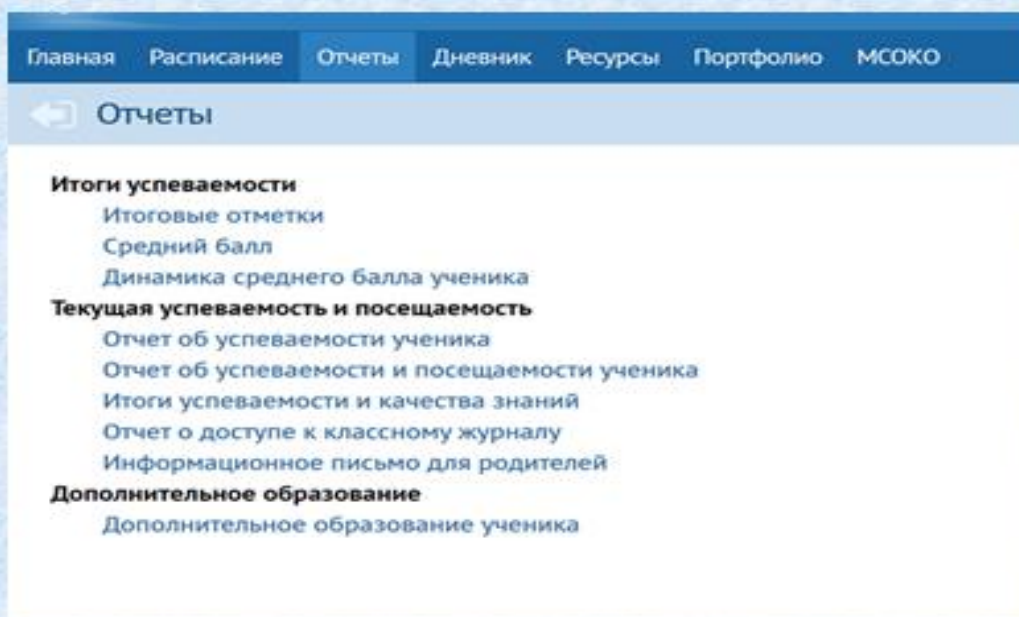 Главная Расписание Отчеты Дневник Ресурсы Портфолио МСОКО
Отчеты
Итоги успеваемости
Итоговые отметки
Средний балл
Динамика среднего балла ученика
Текущая успеваемость и посещаемость
Отчет об успеваемости ученика
Отчет об успеваемости и посещаемости ученика
Итоги успеваемости и качества знаний
Отчет о доступе к классному журналу
Информационное письмо для родителей
Дополнительное образование
Дополнительное образование ученика